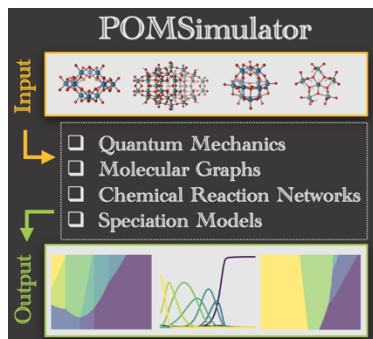 POMSimulator
Input
Quantum Mechanics
Molecular Graphs
Chemical Reaction Networks
Speciation Models
Output